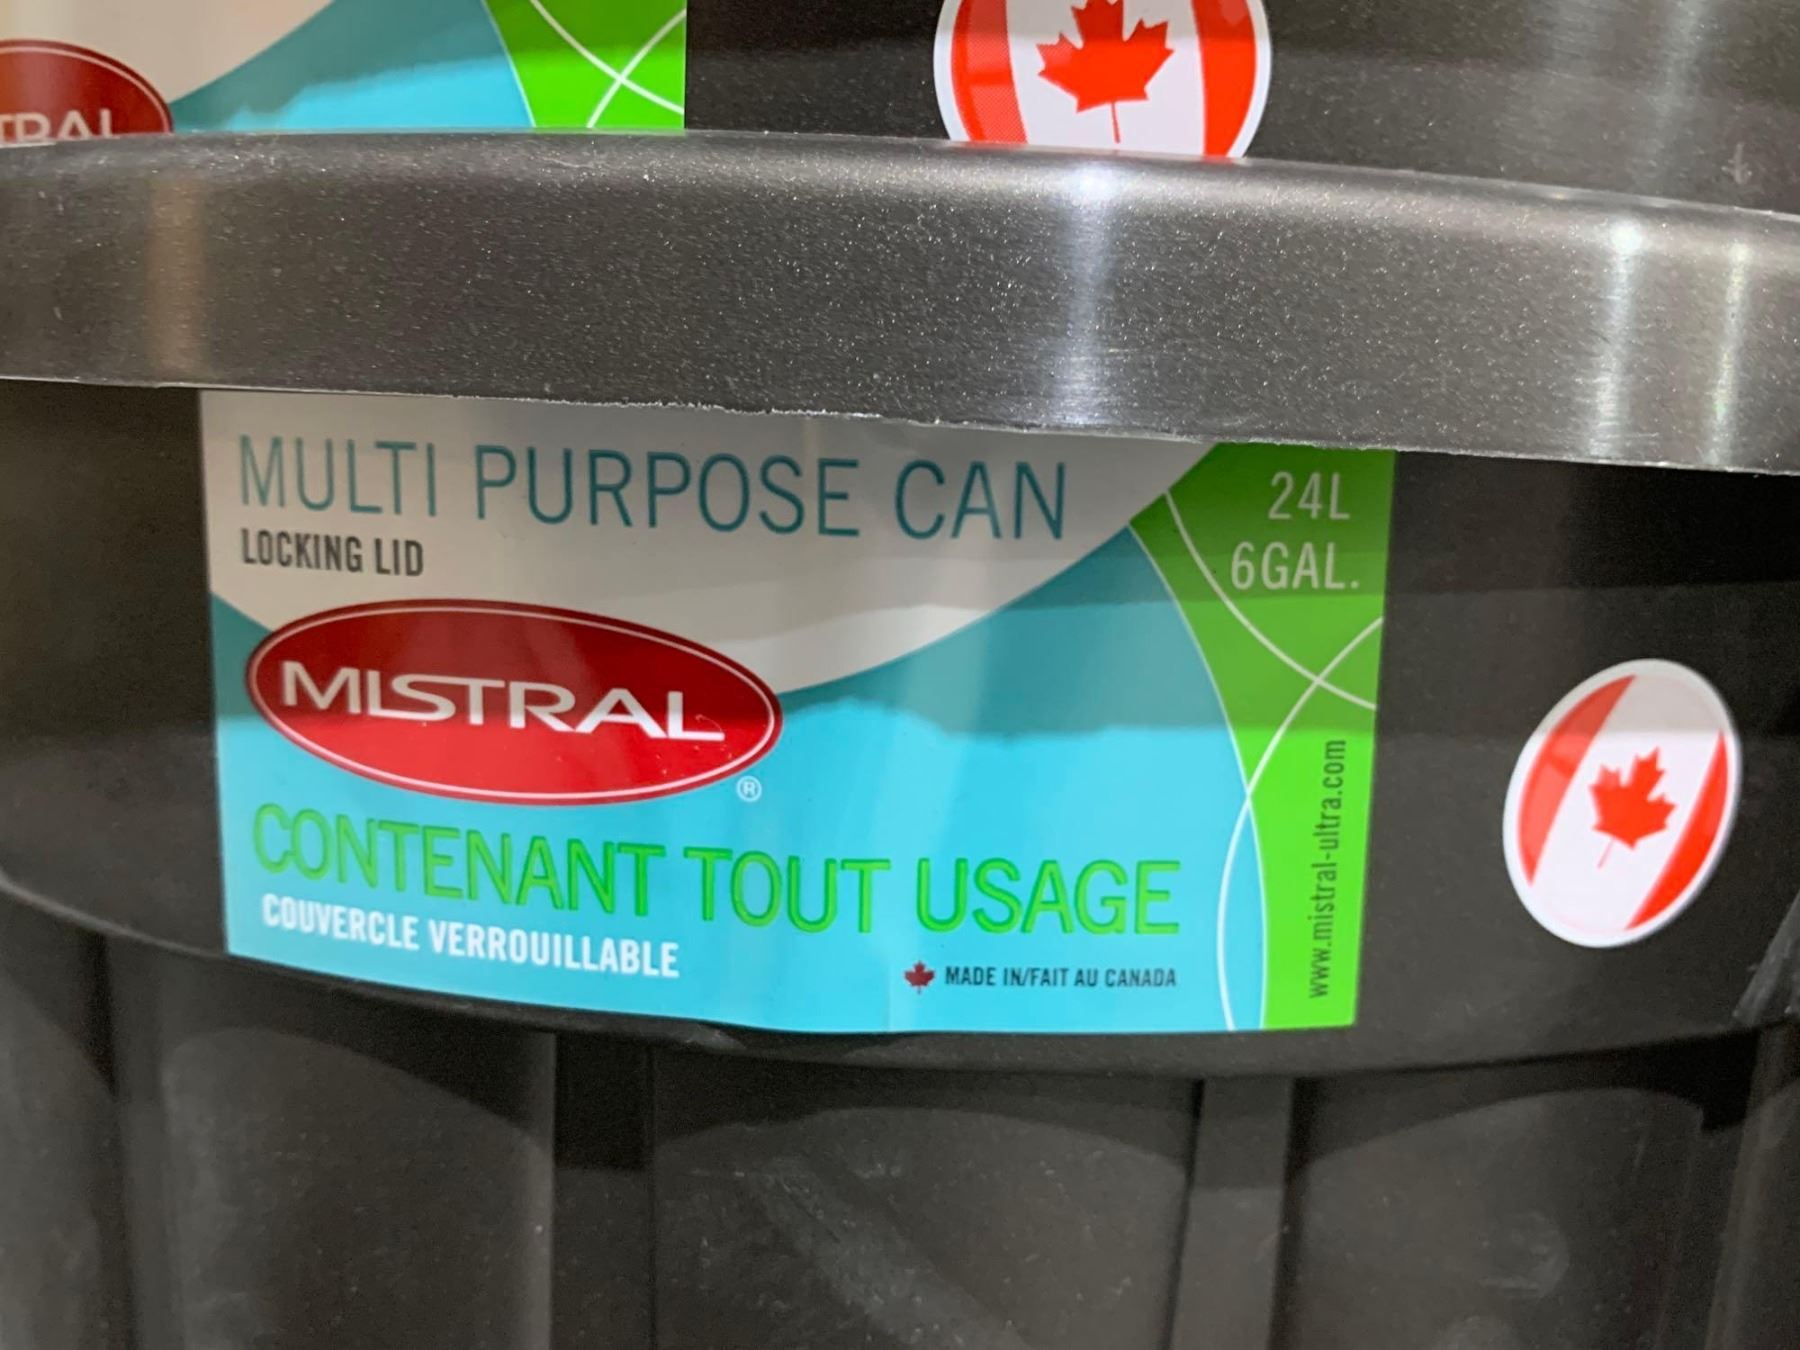 TRAL
MULTI PURPOSE CAN
LOCKING LID
24L
6GAL.
MISTRAL
®
CONTENANT TOUT USAGE
COUVERCLE VERROUILLABLE
MADE IN/FAIT AU CANADA
www.mistral-ultra.com